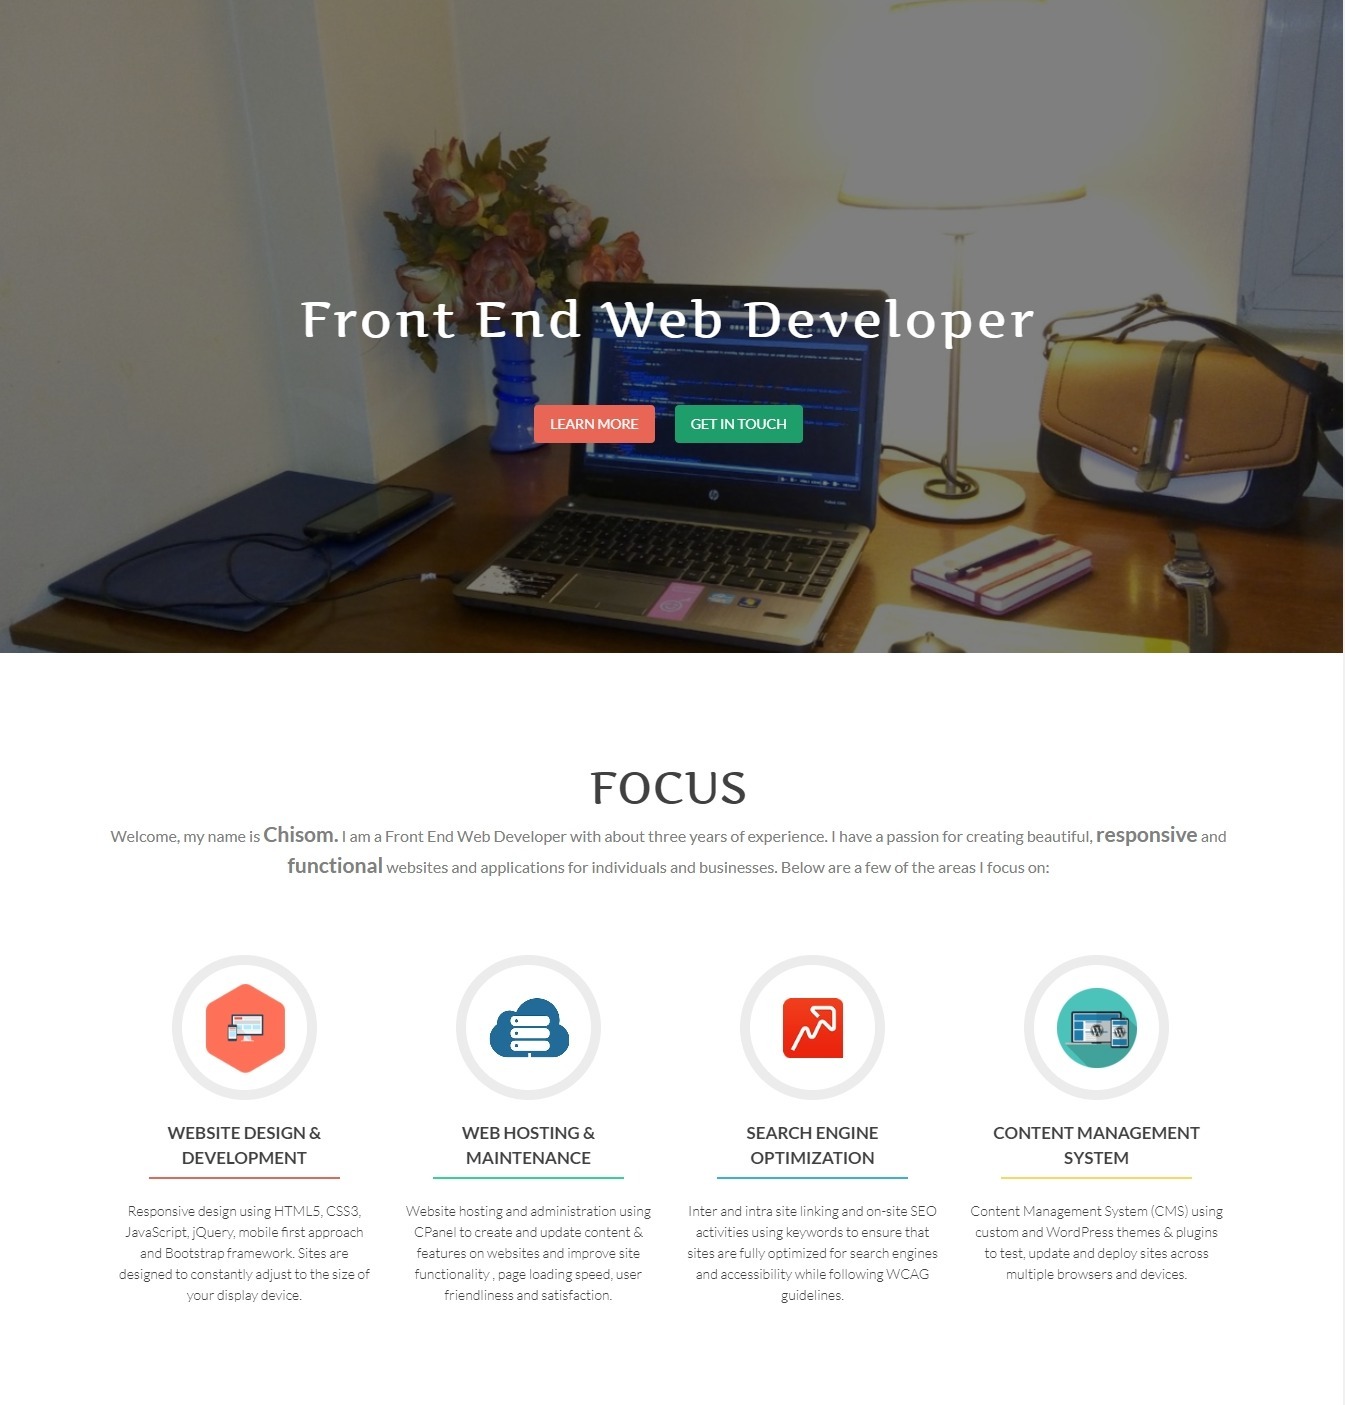 Front End Web Developer
LEARN MORE
GET IN TOUCH
FOCUS
Welcome, my name is Chisom. I am a Front End Web Developer with about three years of experience. I have a passion for creating beautiful, responsive and
functional websites and applications for individuals and businesses. Below are a few of the areas I focus on:
WEBSITE DESIGN &
DEVELOPMENT
Responsive design using HTML5, CSS3,
JavaScript, jQuery, mobile first approach
and Bootstrap framework. Sites are
designed to constantly adjust to the size of
your display device.
WEB HOSTING &
MAINTENANCE
Website hosting and administration using
CPanel to create and update content &
features on websites and improve site
functionality , page loading speed, user
friendliness and satisfaction.
SEARCH ENGINE
OPTIMIZATION
Inter and intra site linking and on-site SEO
activities using keywords to ensure that
sites are fully optimized for search engines
and accessibility while following WCAG
guidelines.
CONTENT MANAGEMENT
SYSTEM
Content Management System (CMS) using
custom and WordPress themes & plugins
to test, update and deploy sites across
multiple browsers and devices.